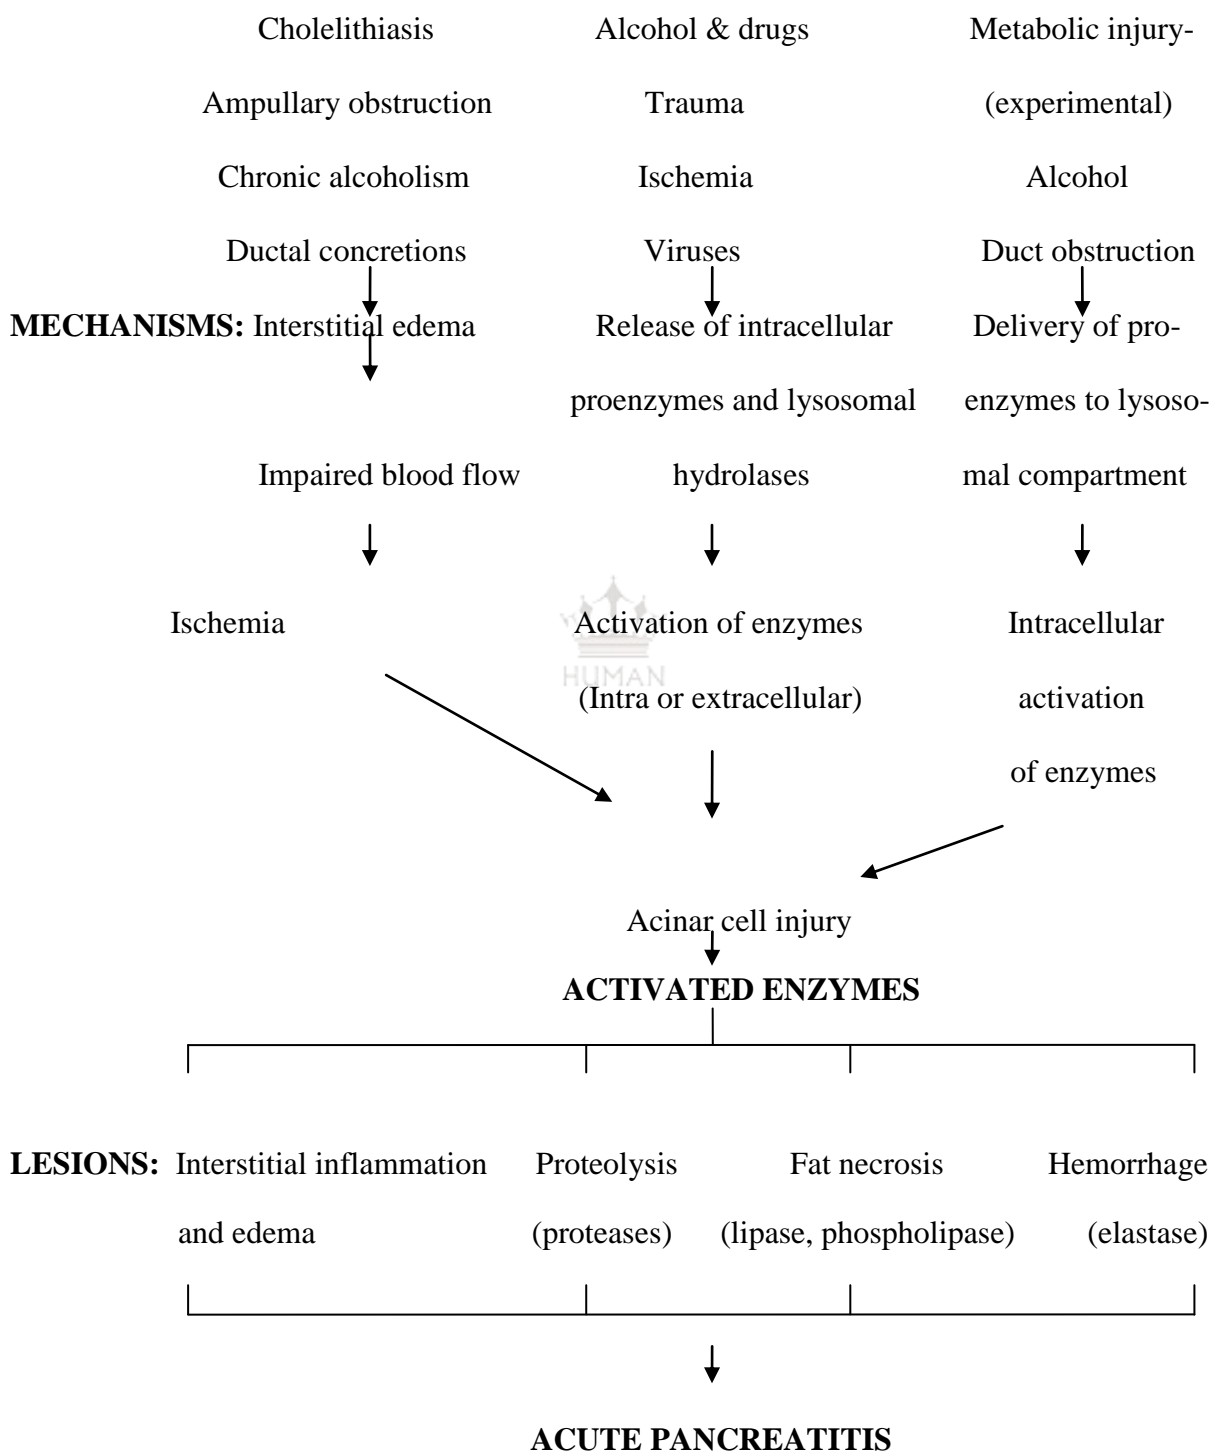 Cholelithiasis Alcohol & drugs Metabolic injury-
Ampullary obstruction Trauma (experimental)
Chronic alcoholism Ischemia Alcohol
Ductal concretions Viruses Duct obstruction
MECHANISMS: Interstitial edema Release of intracellular Delivery of pro-
proenzymes and lysosomal enzymes to lysoso-
Impaired blood flow hydrolases mal compartment
Ischemia Activation of enzymes Intracellular
HUMAN
(Intra or extracellular) activation
of enzymes
Acinar cell injury
ACTIVATED ENZYMES
LESIONS: Interstitial inflammation Proteolysis Fat necrosis Hemorrhage
and edema (proteases) (lipase, phospholipase) (elastase)
ACUTE PANCREATITIS